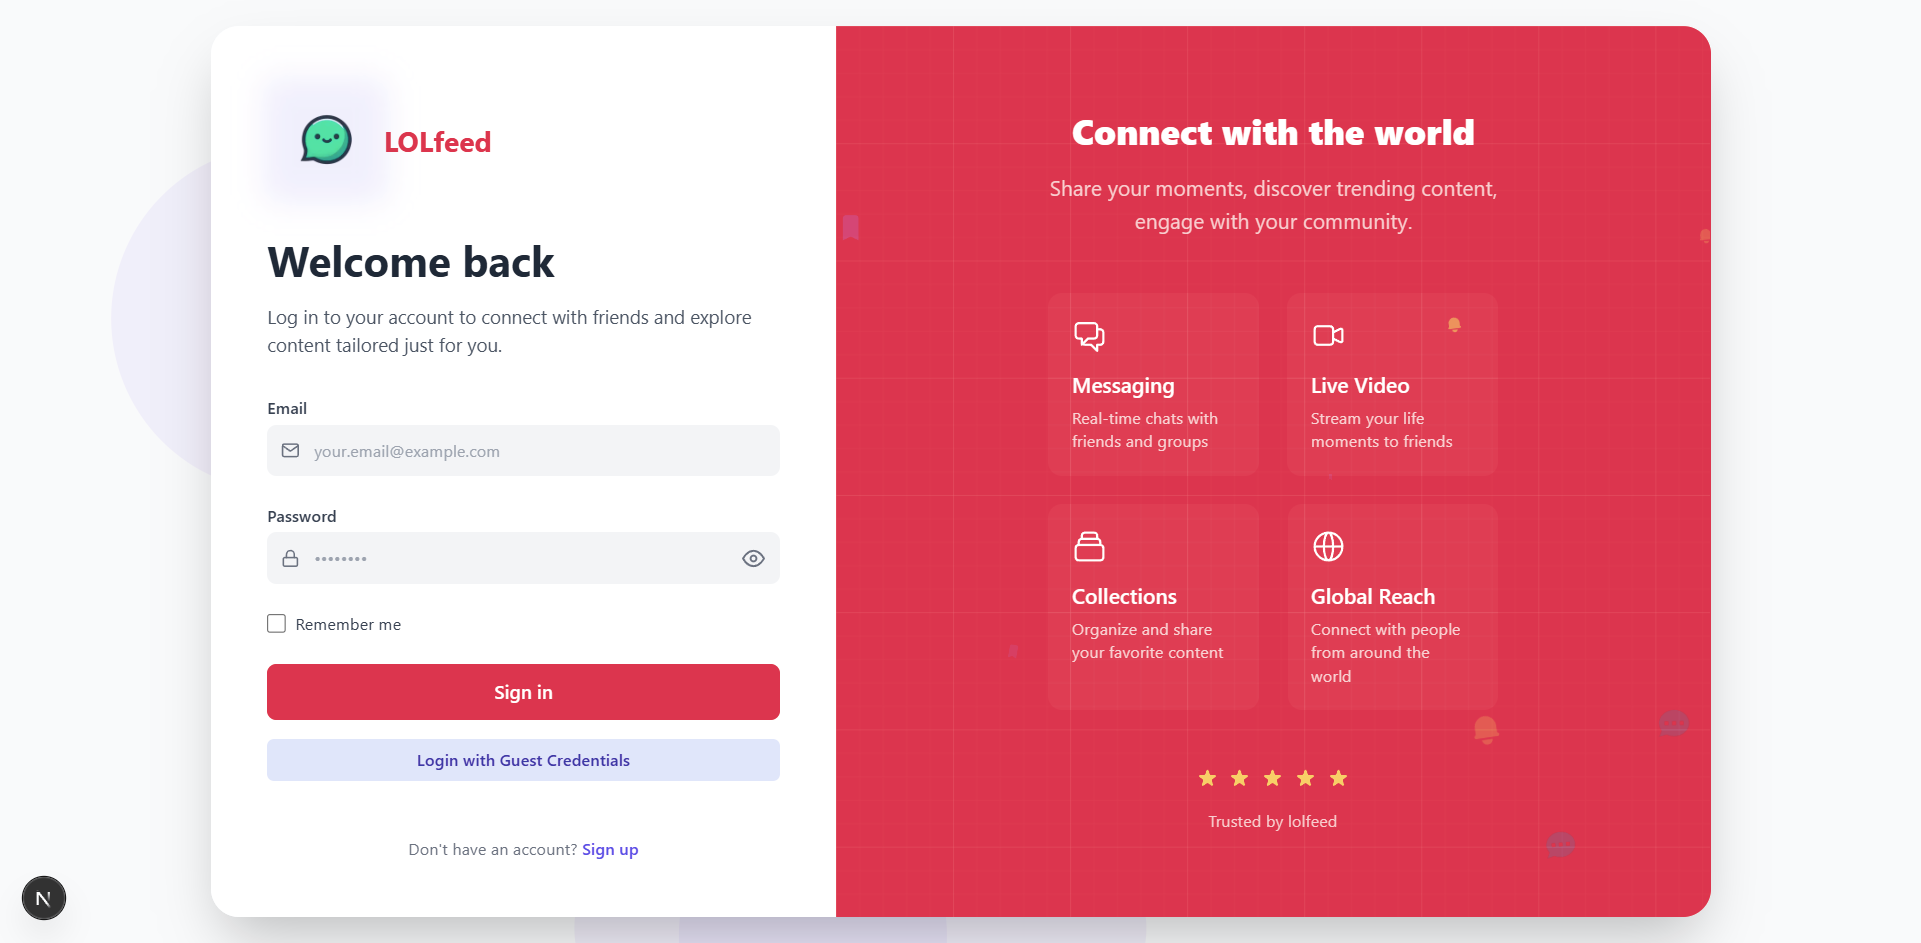 LOLfeed
Welcome back
Log in to your account to connect with friends and explore
content tailored just for you.
Email
your.email@example.com
Password
••••••••
Remember me
Sign in
Login with Guest Credentials
Don't have an account? Sign up
N
Connect with the world
Share your moments, discover trending content,
engage with your community.
Messaging
Real-time chats with
friends and groups
Live Video
Stream your life
moments to friends
Collections
Organize and share
your favorite content
Global Reach
Connect with people
from around the
world
Trusted by lolfeed